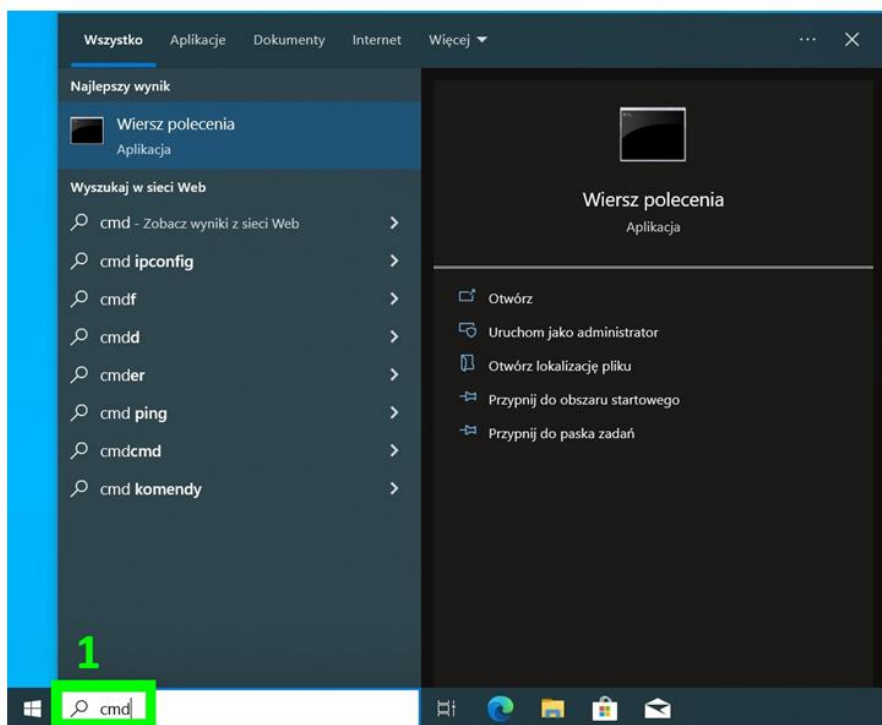 Wszystko Aplikacje Dokumenty Internet Więcej
Najlepszy wynik
Wiersz polecenia
Aplikacja
Wyszukaj w sieci Web
cmd - Zobacz wyniki z sieci Web
cmd ipconfig
cmdf
cmdd
cmder
cmd ping
cmdcmd
cmd komendy
Wiersz polecenia
Aplikacja
Otwórz
Uruchom jako administrator
Otwórz lokalizację pliku
Przypnij do obszaru startowego
Przypnij do paska zadań
1
cmd